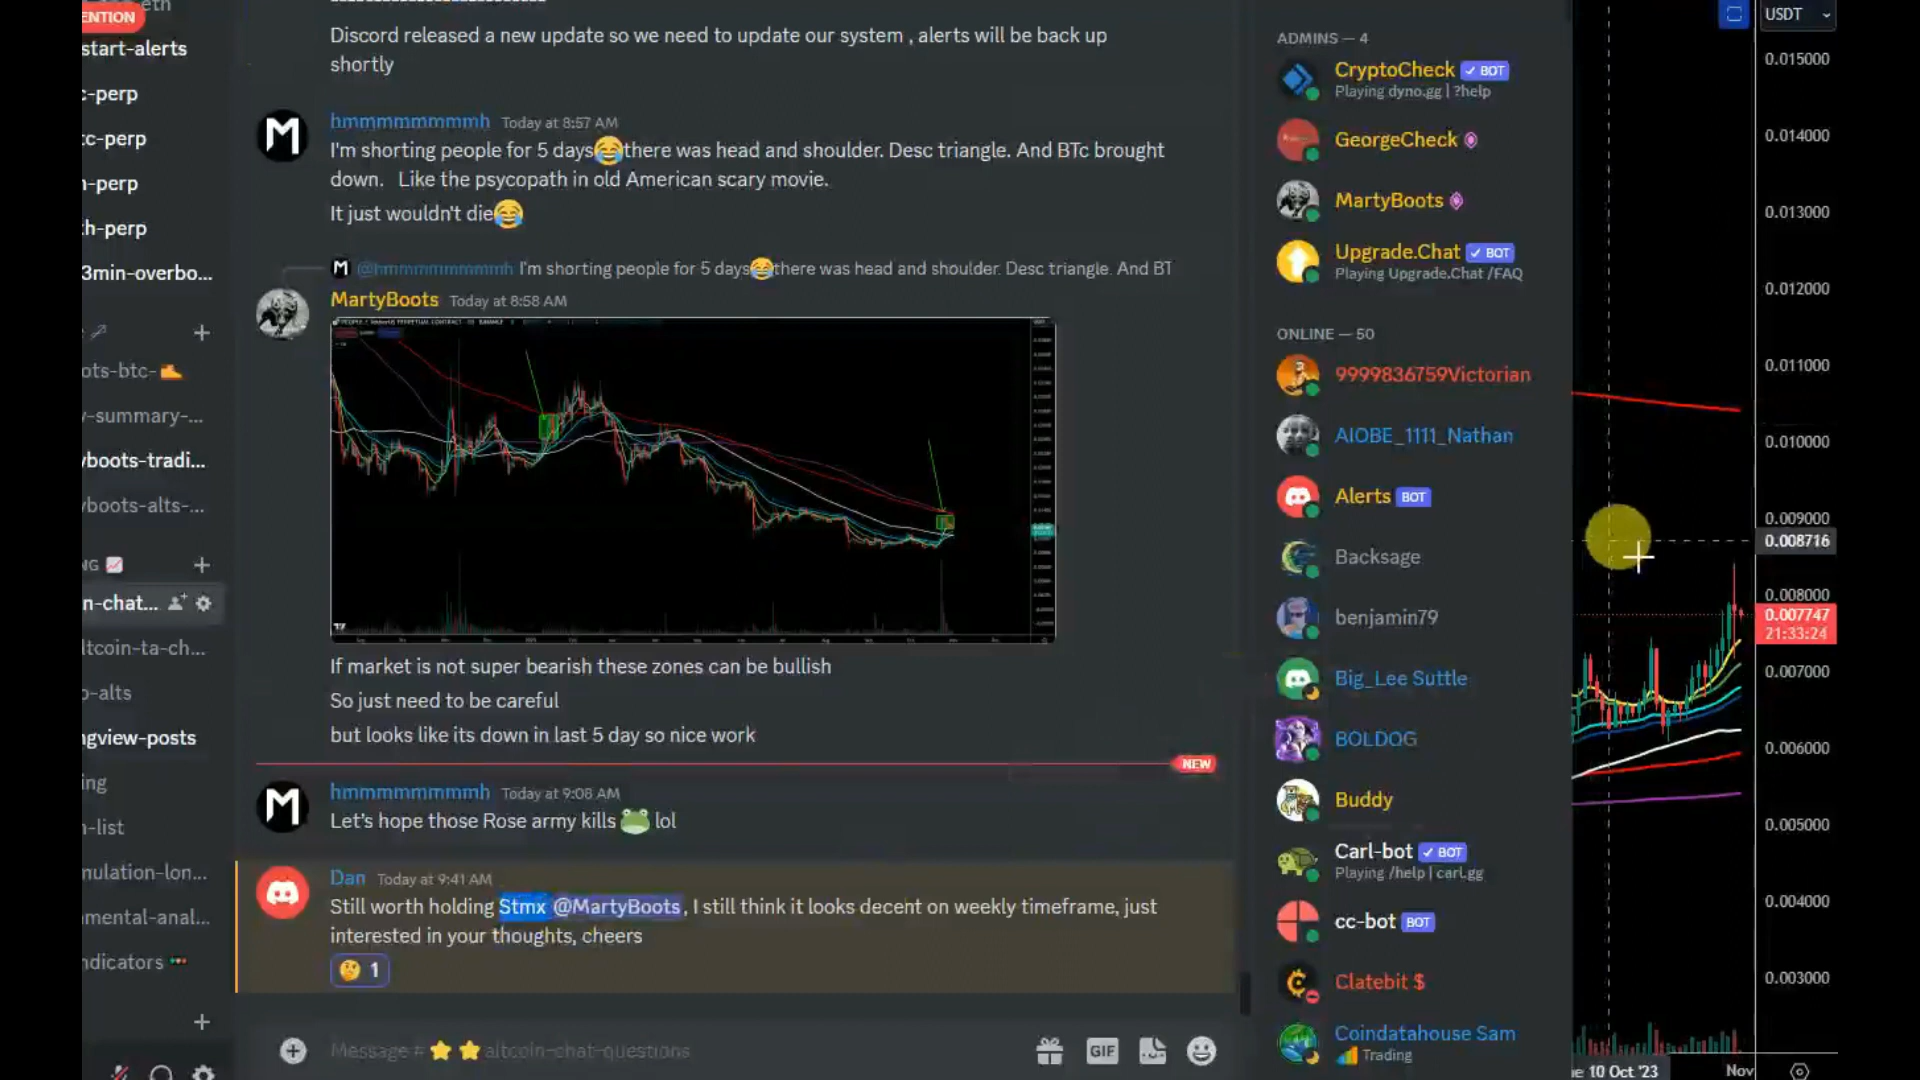 ENTION
start-alerts
c-perp
tc-perp
n-perp
th-perp
3min-overbo...
ots-btc-
y-summary-...
yboots-tradi...
yboots-alts-...
NG
n-chat...
ltcoin-ta-ch...
o-alts
ngview-posts
ing
n-list
mulation-lon...
mental-anal...
ndicators
Discord released a new update so we need to update our system , alerts will be back up
shortly
hmmmmmmmmh Today at 8:57 AM
I'm shorting people for 5 days😂there was head and shoulder. Desc triangle. And BTc brought
down. Like the psycopath in old American scary movie.
It just wouldn't die😂
@hmmmmmmmmh I'm shorting people for 5 days😂there was head and shoulder. Desc triangle. And BT
MartyBoots Today at 8:58 AM
If market is not super bearish these zones can be bullish
So just need to be careful
but looks like its down in last 5 day so nice work
NEW
hmmmmmmmmh Today at 9:08 AM
Let's hope those Rose army kills 🐸 lol
Dan Today at 9:41 AM
Still worth holding Stmx @MartyBoots, I still think it looks decent on weekly timeframe, just
interested in your thoughts, cheers
🤔 1
Message # ⭐ ⭐ altcoin-chat-questions
GIF
ADMINS — 4
CryptoCheck ✓ BOT
Playing dyno.gg | ?help
GeorgeCheck
MartyBoots
Upgrade.Chat ✓ BOT
Playing Upgrade.Chat /FAQ
ONLINE — 50
9999836759Victorian
AIOBE_1111_Nathan
Alerts BOT
Backsage
benjamin79
Big_Lee Suttle
BOLDOG
Buddy
Carl-bot ✓ BOT
Playing /help | carl.gg
cc-bot BOT
Clatebit $
Coindatahouse Sam
Trading
USDT
0.015000
0.014000
0.013000
0.012000
0.011000
0.010000
0.009000
0.008716
0.008000
0.007747
21:33:24
0.007000
0.006000
0.005000
0.004000
0.003000
ue 10 Oct '23
Nov